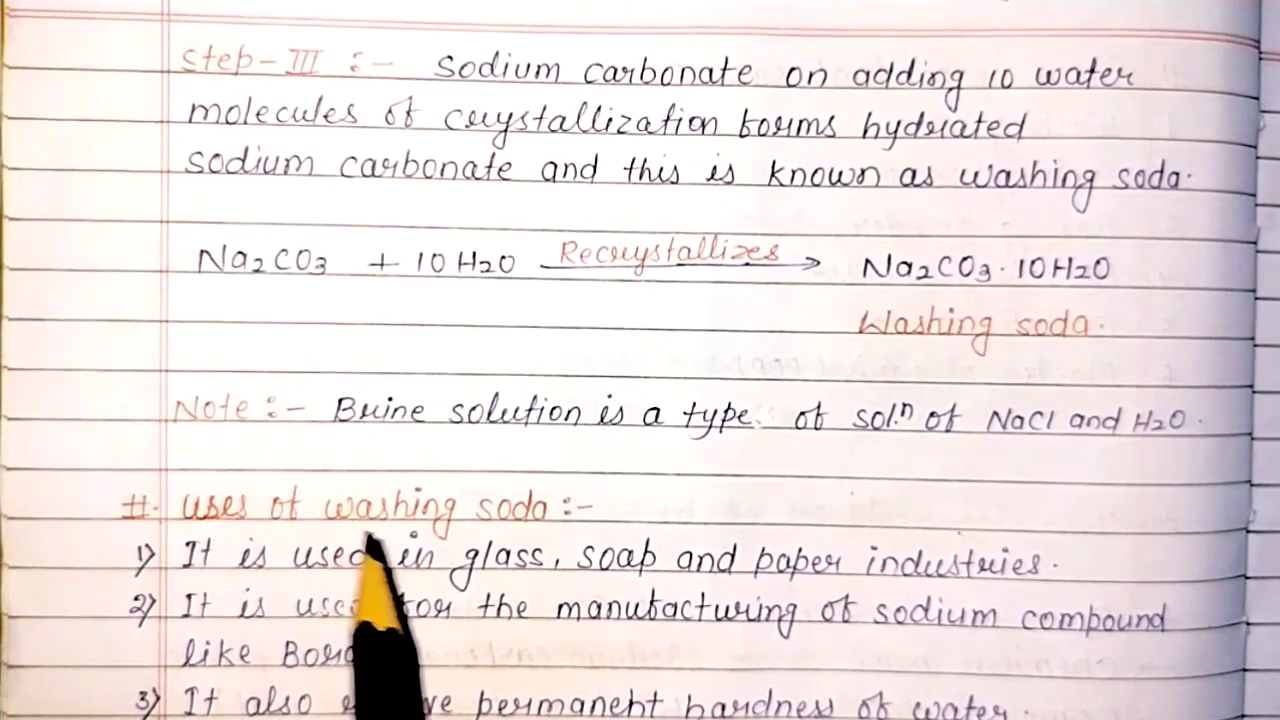 Step-III :- Sodium carbonate on adding 10 water
molecules of crystallization forms hydrated
sodium carbonate and this is known as washing soda.
Na2CO3 + 10H2O Recrystallizes → Na2CO3·10H2O
Washing soda.
Note :- Brine solution is a type of sol.n of NaCl and H2O.
#. Uses of washing soda :-
1) It is used in glass, soap and paper industries.
2) It is used for the manufacturing of sodium compound
like
3) It also permanent hardness of water.